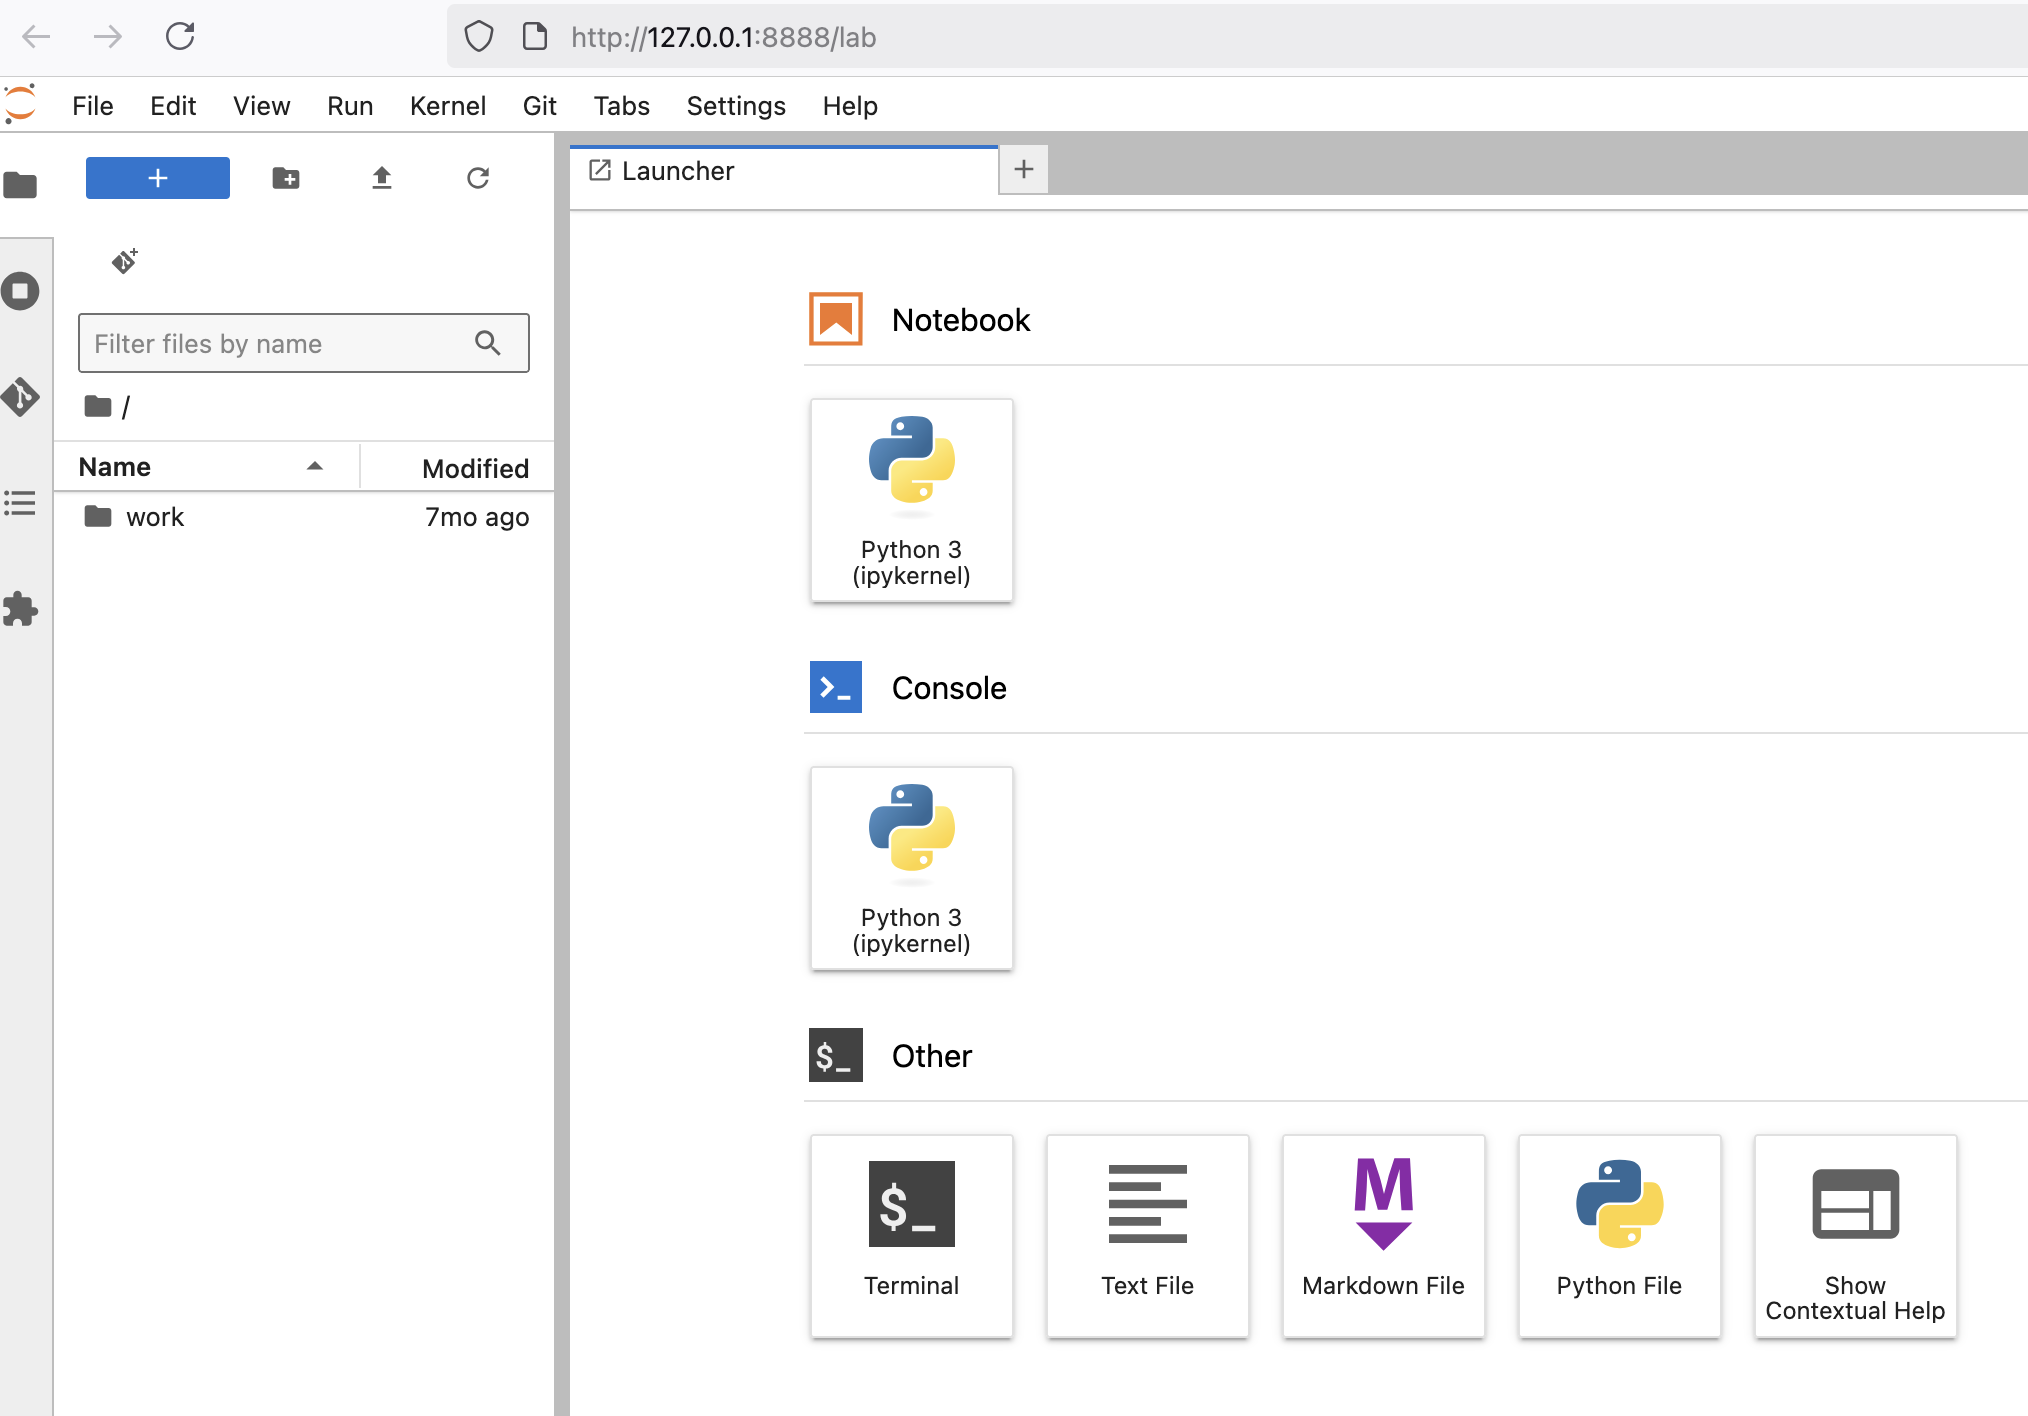 http://127.0.0.1:8888/lab
File Edit View Run Kernel Git Tabs Settings Help
+
Launcher
+
Filter files by name
/
Name Modified
work 7mo ago
Notebook
Python 3
(ipykernel)
>_ Console
Python 3
(ipykernel)
$_ Other
$_
Terminal
Text File
M
Markdown File
Python File
Show
Contextual Help